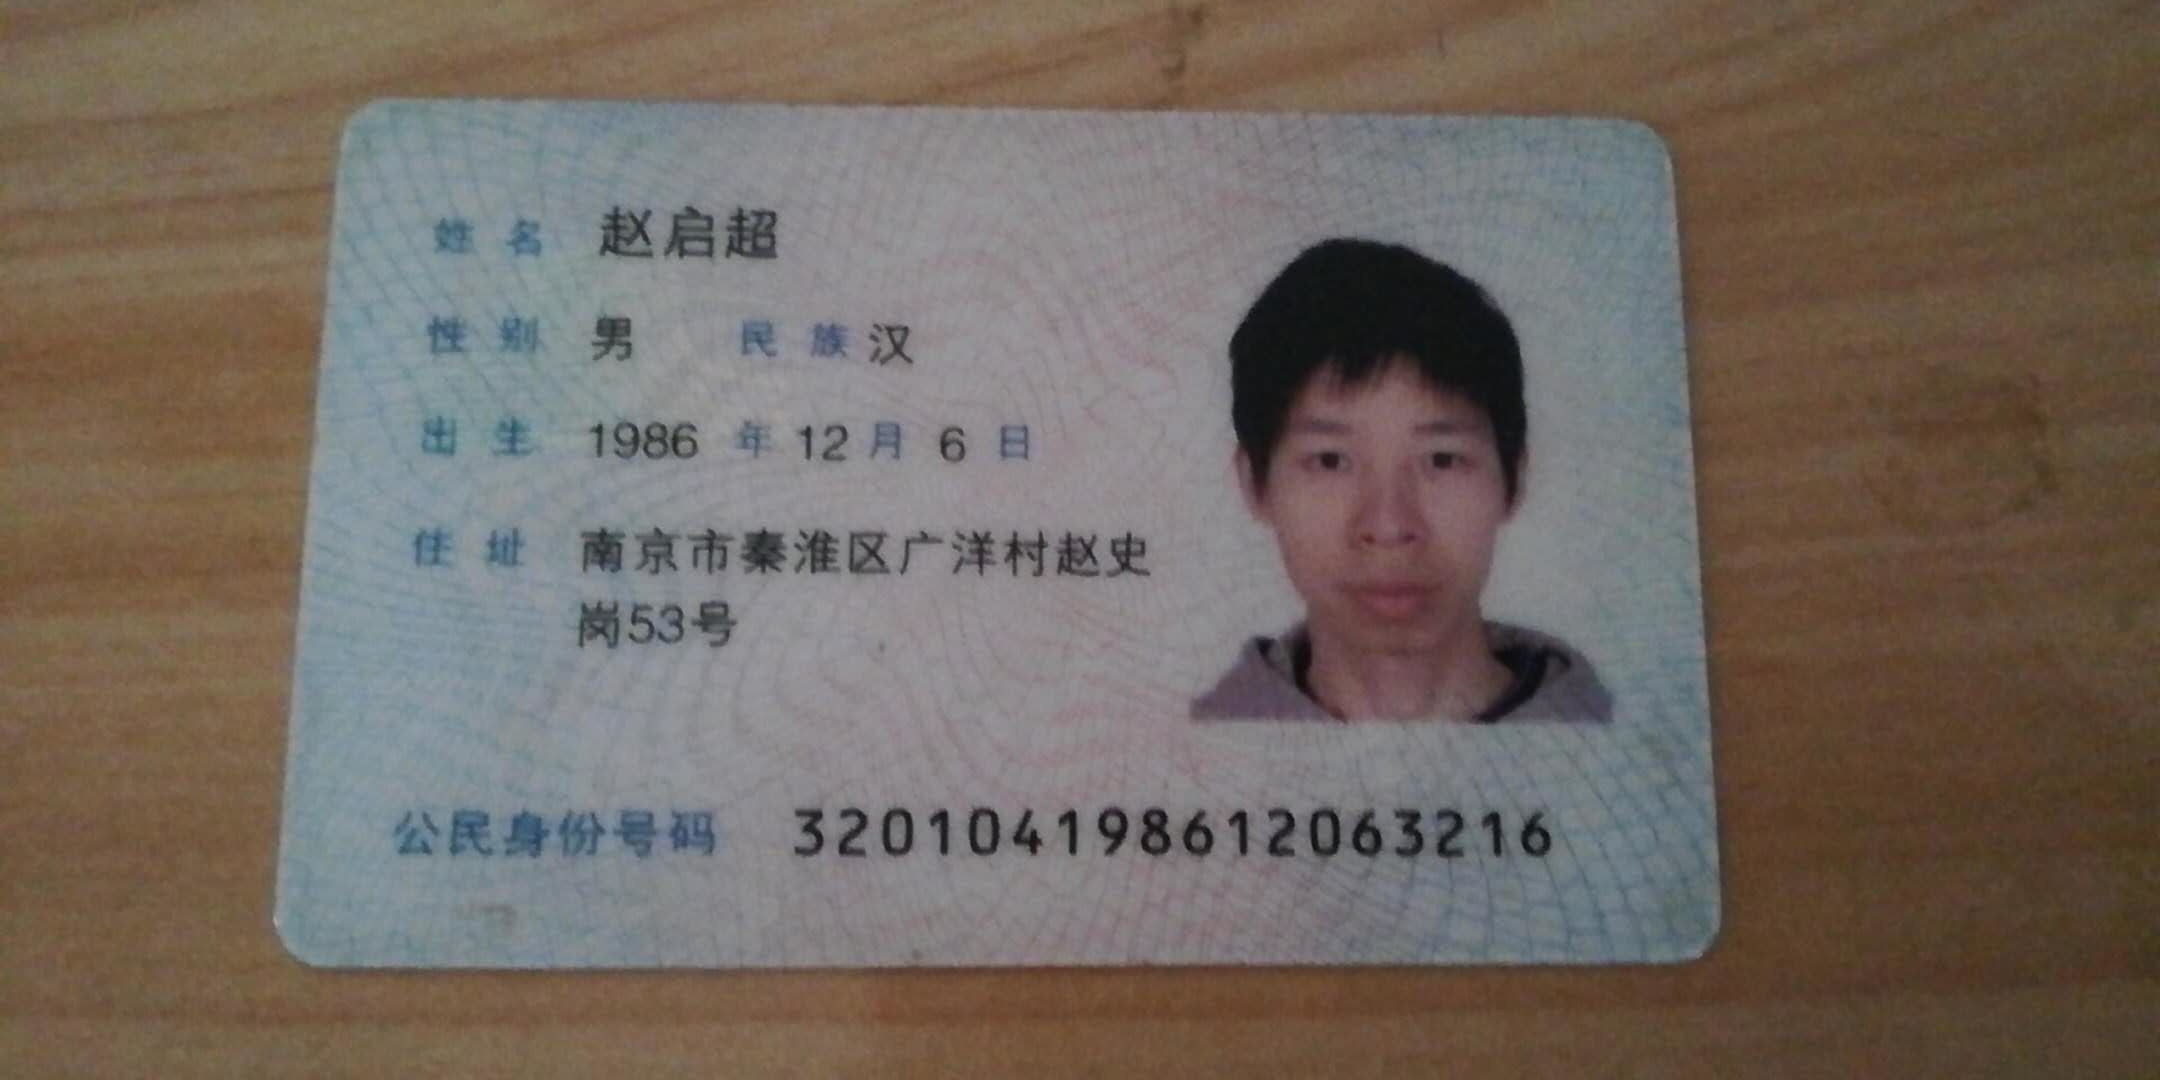 姓名 赵启超
性别 男 民族 汉
出生 1986 年 12 月 6 日
住址 南京市秦淮区广洋村赵史
岗53号
公民身份号码 320104198612063216